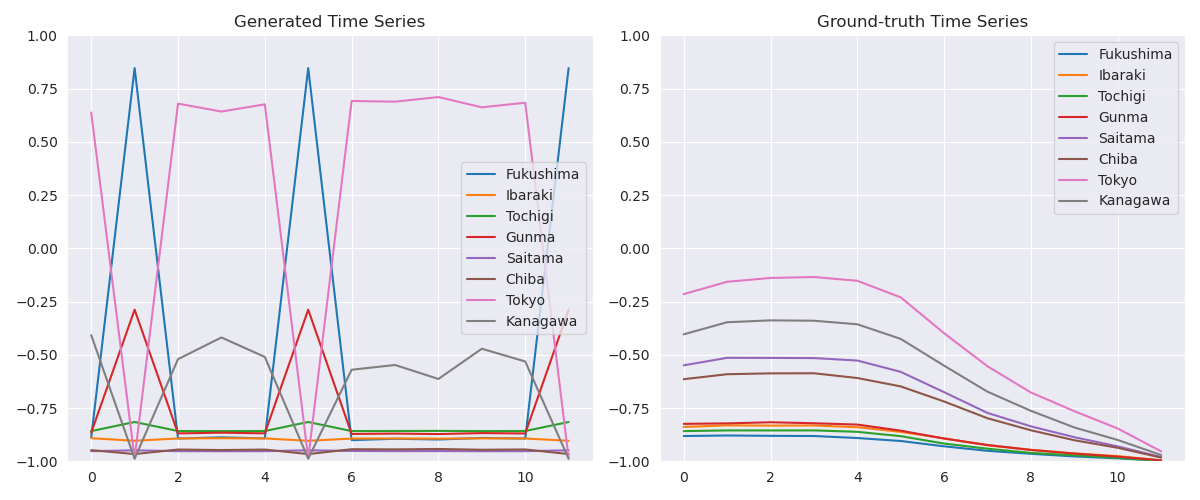 Generated Time Series
1.00
0.75
0.50
0.25
0.00
−0.25
−0.50
−0.75
−1.00
0 2 4 6 8 10
Fukushima
Ibaraki
Tochigi
Gunma
Saitama
Chiba
Tokyo
Kanagawa
Ground-truth Time Series
1.00
0.75
0.50
0.25
0.00
−0.25
−0.50
−0.75
−1.00
0 2 4 6 8 10
Fukushima
Ibaraki
Tochigi
Gunma
Saitama
Chiba
Tokyo
Kanagawa